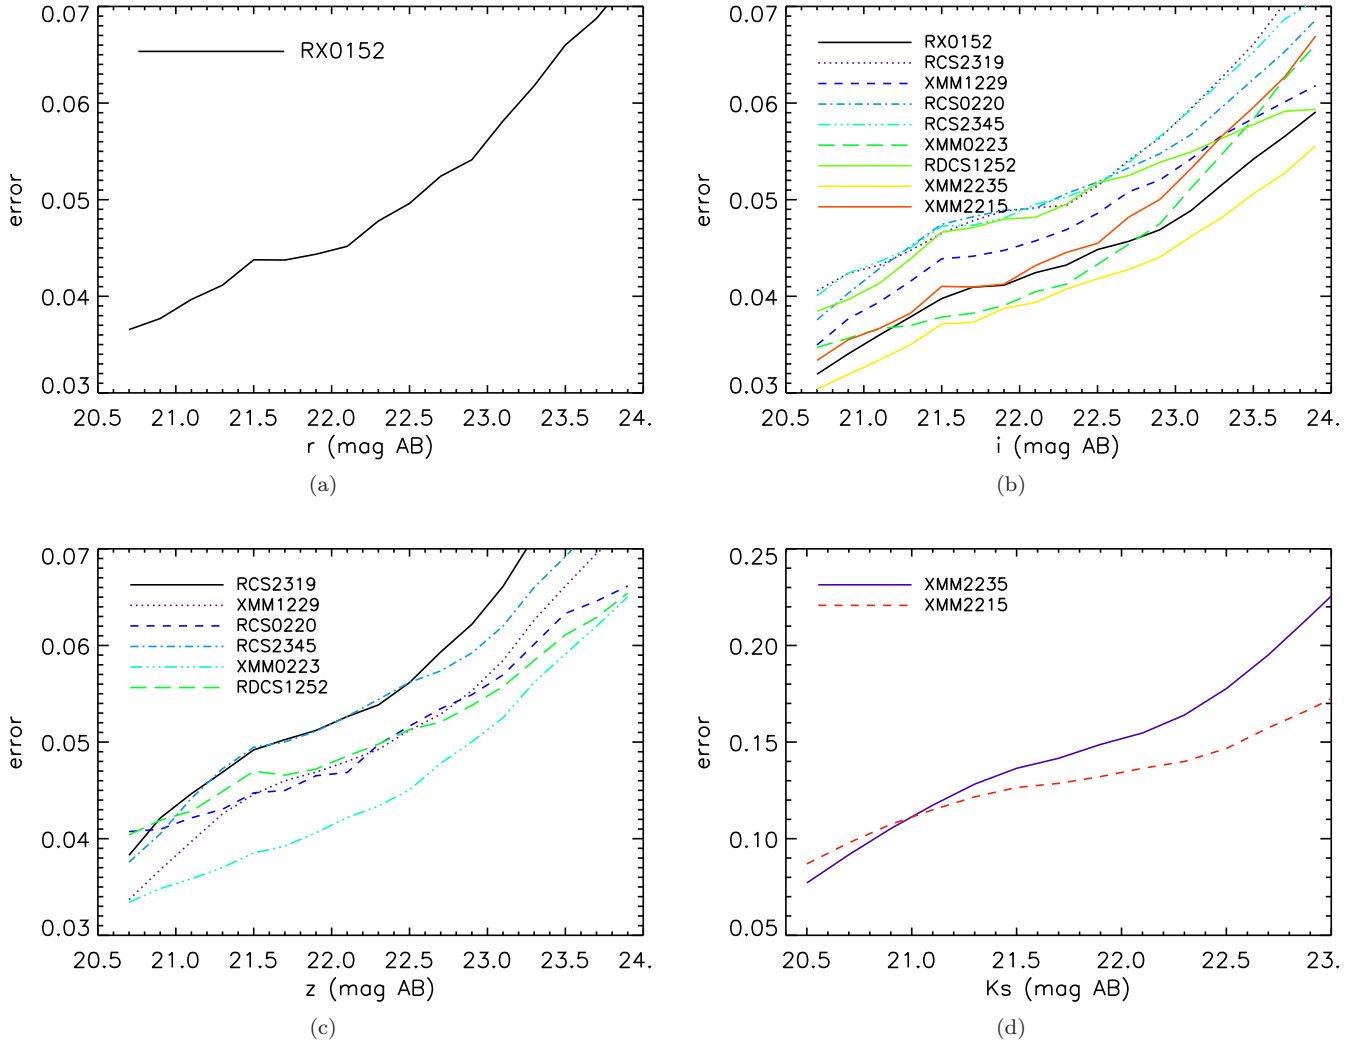 0.07
0.06
0.05
0.04
0.03
error
RX0152
20.5 21.0 21.5 22.0 22.5 23.0 23.5 24.
r (mag AB)
(a)
0.07
0.06
0.05
0.04
0.03
error
RX0152
RCS2319
XMM1229
RCS0220
RCS2345
XMM0223
RDCS1252
XMM2235
XMM2215
20.5 21.0 21.5 22.0 22.5 23.0 23.5 24.
i (mag AB)
(b)
0.07
0.06
0.05
0.04
0.03
error
RCS2319
XMM1229
RCS0220
RCS2345
XMM0223
RDCS1252
20.5 21.0 21.5 22.0 22.5 23.0 23.5 24.
z (mag AB)
(c)
0.25
0.20
0.15
0.10
0.05
error
XMM2235
XMM2215
20.5 21.0 21.5 22.0 22.5 23.
Ks (mag AB)
(d)